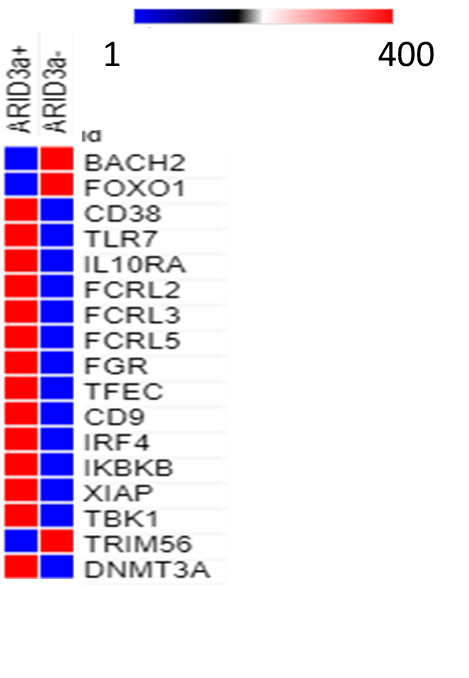 1 400
ARID3a+ ARID3a-
id
BACH2
FOXO1
CD38
TLR7
IL10RA
FCRL2
FCRL3
FCRL5
FGR
TFEC
CD9
IRF4
IKBKB
XIAP
TBK1
TRIM56
DNMT3A